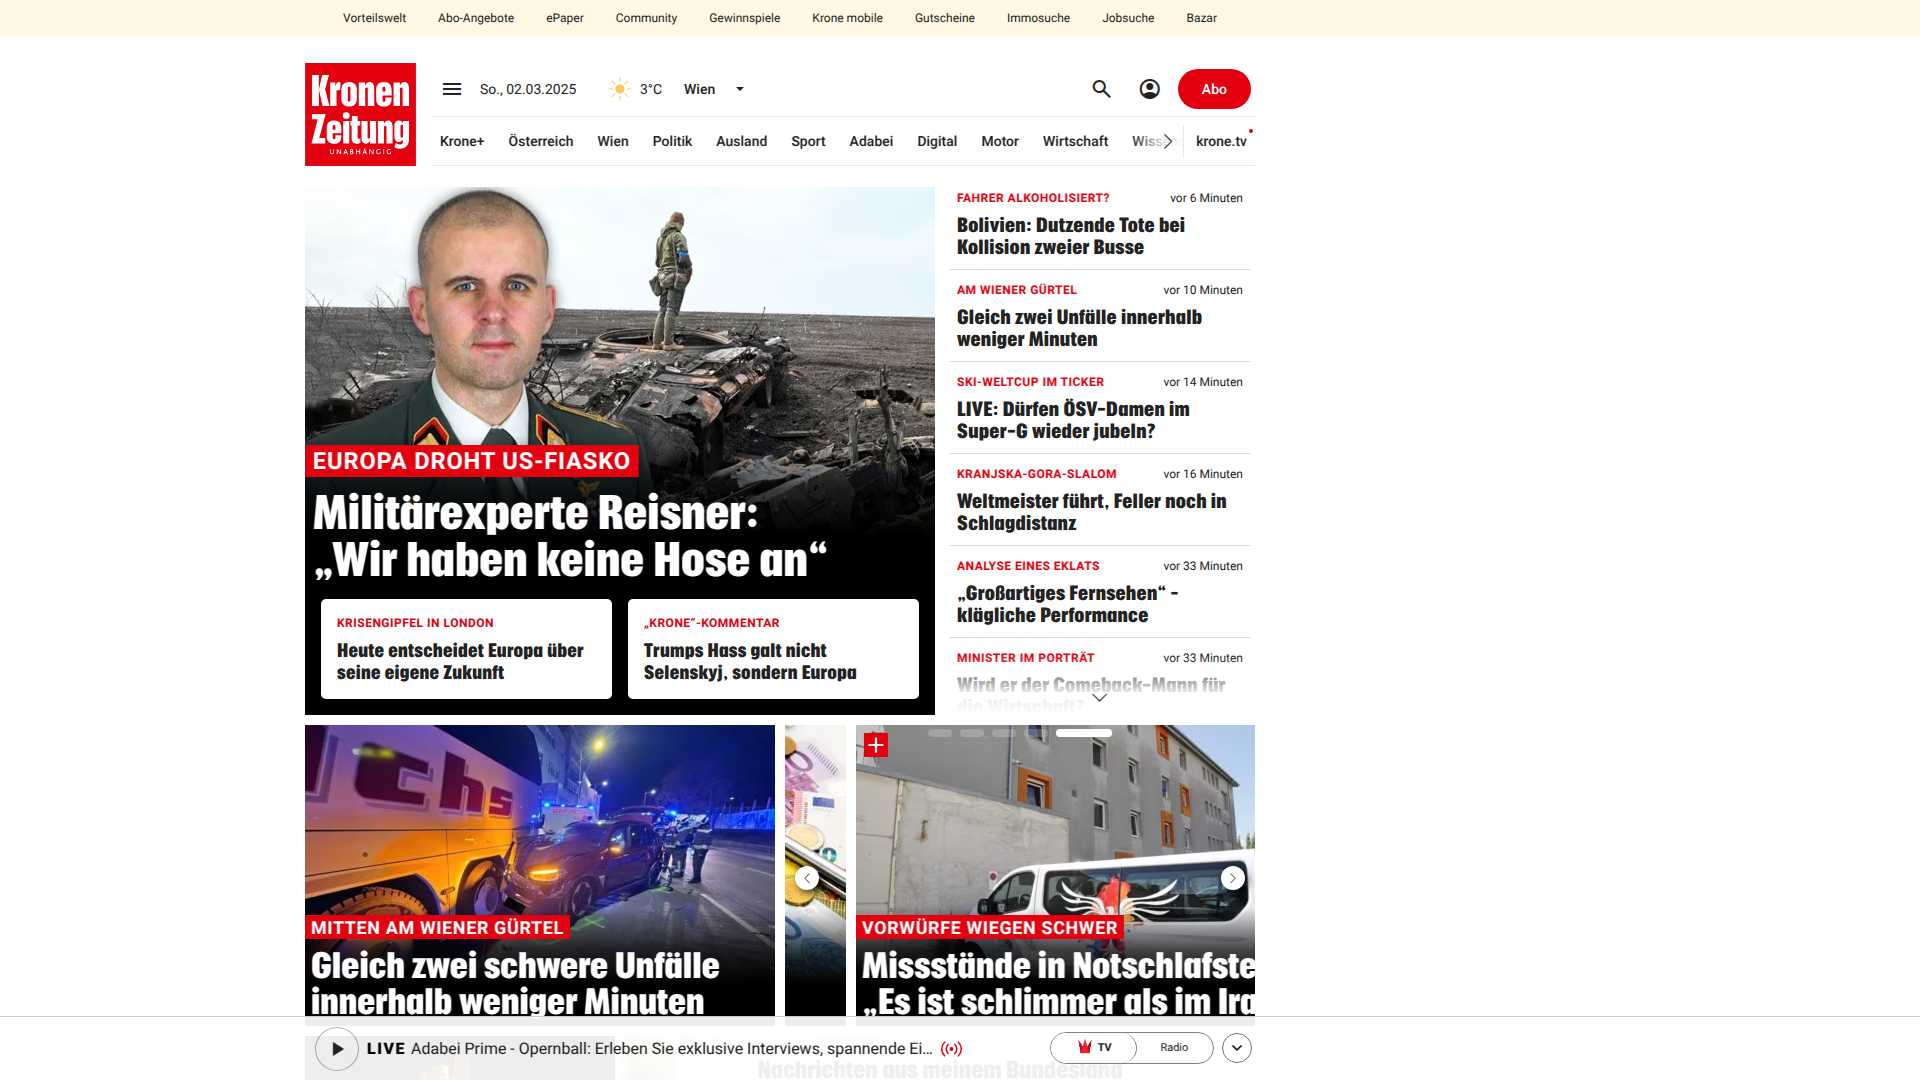 Vorteilswelt Abo-Angebote ePaper Community Gewinnspiele Krone mobile Gutscheine Immosuche Jobsuche Bazar
Kronen
Zeitung
UNABHÄNGIG
So., 02.03.2025 3°C Wien
Abo
Krone+ Österreich Wien Politik Ausland Sport Adabei Digital Motor Wirtschaft krone.tv
EUROPA DROHT US-FIASKO
Militärexperte Reisner:
„Wir haben keine Hose an“
KRISENGIPFEL IN LONDON
Heute entscheidet Europa über
seine eigene Zukunft
„KRONE“-KOMMENTAR
Trumps Hass galt nicht
Selenskyj, sondern Europa
FAHRER ALKOHOLISIERT? vor 6 Minuten
Bolivien: Dutzende Tote bei
Kollision zweier Busse
AM WIENER GÜRTEL vor 10 Minuten
Gleich zwei Unfälle innerhalb
weniger Minuten
SKI-WELTCUP IM TICKER vor 14 Minuten
LIVE: Dürfen ÖSV-Damen im
Super-G wieder jubeln?
KRANJSKA-GORA-SLALOM vor 16 Minuten
Weltmeister führt, Feller noch in
Schlagdistanz
ANALYSE EINES EKLATS vor 33 Minuten
„Großartiges Fernsehen“ -
klägliche Performance
MINISTER IM PORTRÄT vor 33 Minuten
Wird er der Comeback-Mann für
die Wirtschaft?
chs
MITTEN AM WIENER GÜRTEL
Gleich zwei schwere Unfälle
innerhalb weniger Minuten
VORWÜRFE WIEGEN SCHWER
Missstände in Notschlafste
„Es ist schlimmer als im Ira
LIVE Adabei Prime - Opernball: Erleben Sie exklusive Interviews, spannende Ei...
TV Radio
Nachrichten aus meinem Bundesland